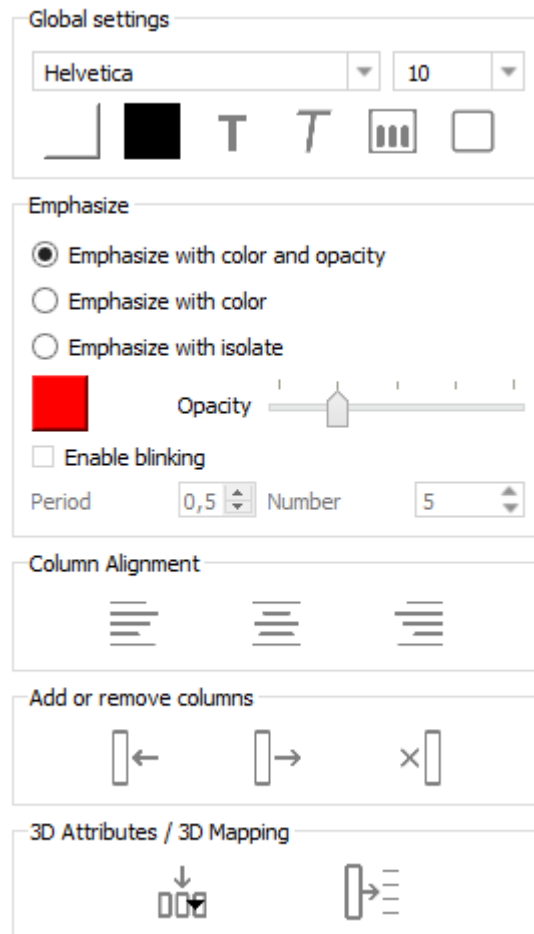 Global settings
Helvetica 10
T T
Emphasize
Emphasize with color and opacity
Emphasize with color
Emphasize with isolate
Opacity
Enable blinking
Period 0,5 Number 5
Column Alignment
Add or remove columns
3D Attributes / 3D Mapping